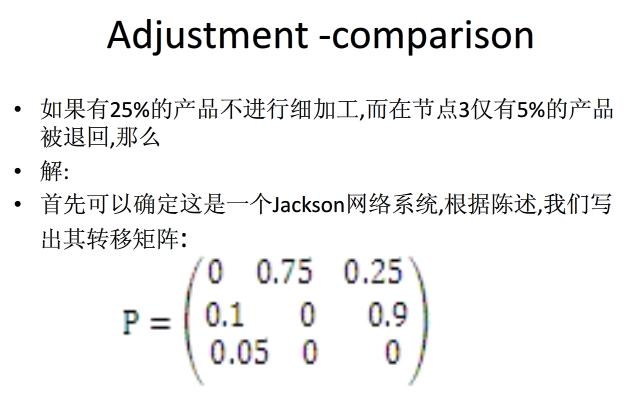 Adjustment -comparison
• 如果有25%的产品不进行细加工,而在节点3仅有5%的产品
被退回,那么
• 解:
• 首先可以确定这是一个Jackson网络系统,根据陈述,我们写
出其转移矩阵:
0 0.75 0.25
P = 0.1 0 0.9
0.05 0 0